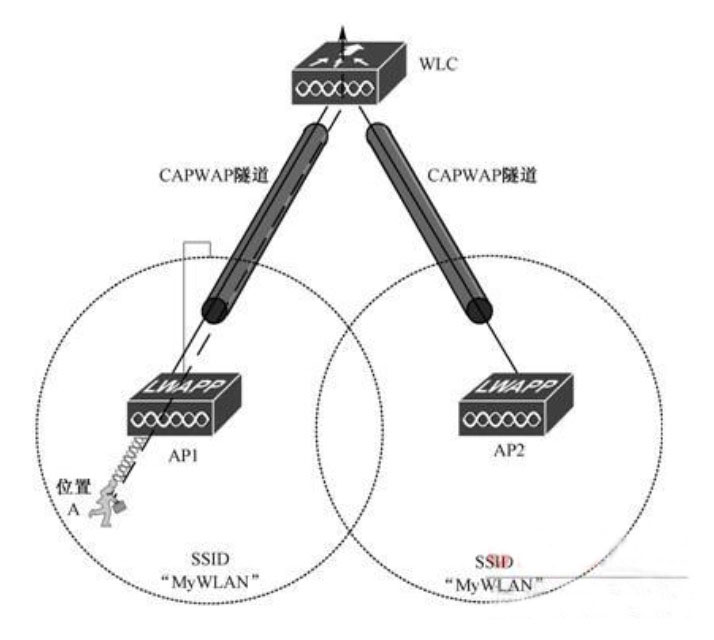 WLC
CAPWAP隧道
CAPWAP隧道
LWAPP
LWAPP
AP1
AP2
位置
A
SSID
“MyWLAN”
SSID
“MyWLAN”